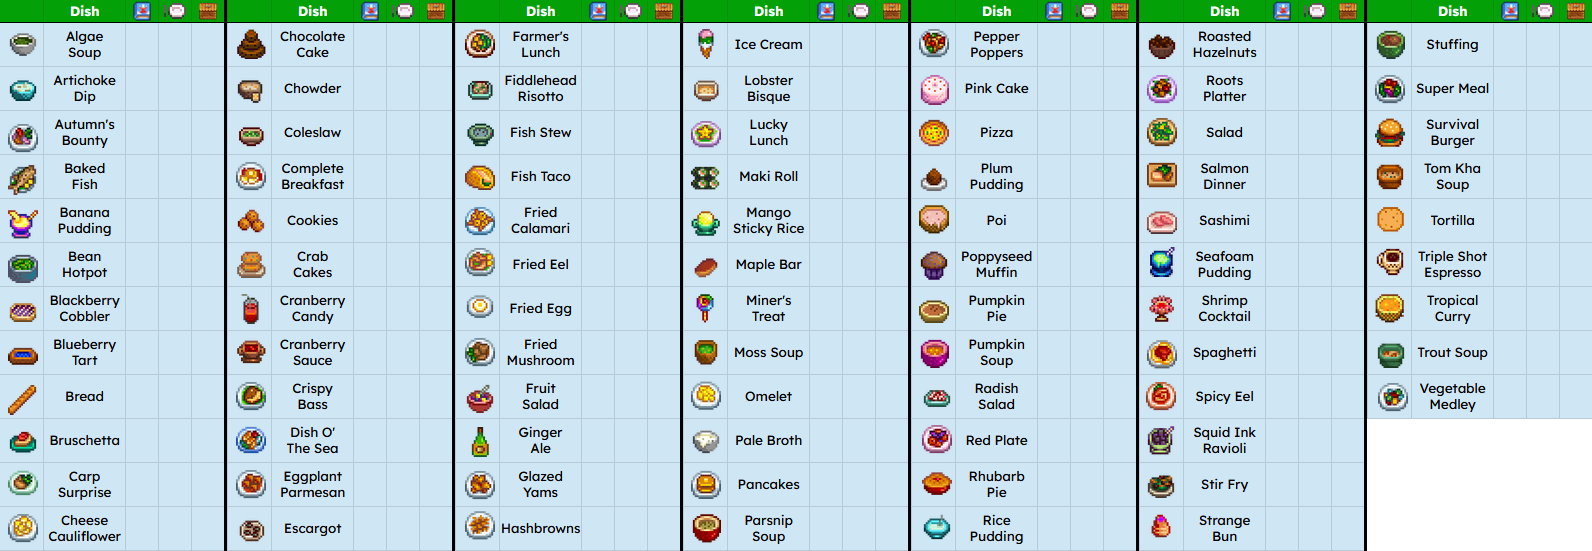 Dish
Algae
Soup
Artichoke
Dip
Autumn's
Bounty
Baked
Fish
Banana
Pudding
Bean
Hotpot
Blackberry
Cobbler
Blueberry
Tart
Bread
Bruschetta
Carp
Surprise
Cheese
Cauliflower
Dish
Chocolate
Cake
Chowder
Coleslaw
Complete
Breakfast
Cookies
Crab
Cakes
Cranberry
Candy
Cranberry
Sauce
Crispy
Bass
Dish O'
The Sea
Eggplant
Parmesan
Escargot
Dish
Farmer's
Lunch
Fiddlehead
Risotto
Fish Stew
Fish Taco
Fried
Calamari
Fried Eel
Fried Egg
Fried
Mushroom
Fruit
Salad
Ginger
Ale
Glazed
Yams
Hashbrowns
Dish
Ice Cream
Lobster
Bisque
Lucky
Lunch
Maki Roll
Mango
Sticky Rice
Maple Bar
Miner's
Treat
Moss Soup
Omelet
Pale Broth
Pancakes
Parsnip
Soup
Dish
Pepper
Poppers
Pink Cake
Pizza
Plum
Pudding
Poi
Poppyseed
Muffin
Pumpkin
Pie
Pumpkin
Soup
Radish
Salad
Red Plate
Rhubarb
Pie
Rice
Pudding
Dish
Roasted
Hazelnuts
Roots
Platter
Salad
Salmon
Dinner
Sashimi
Seafoam
Pudding
Shrimp
Cocktail
Spaghetti
Spicy Eel
Squid Ink
Ravioli
Stir Fry
Strange
Bun
Dish
Stuffing
Super Meal
Survival
Burger
Tom Kha
Soup
Tortilla
Triple Shot
Espresso
Tropical
Curry
Trout Soup
Vegetable
Medley